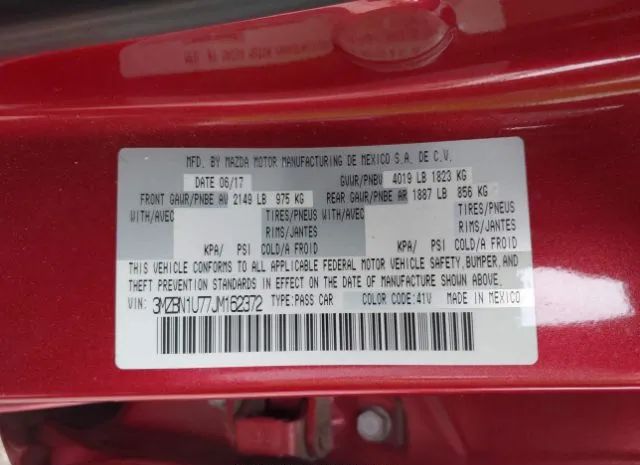 MFD. BY MAZDA MOTOR MANUFACTURING DE MEXICO S.A. DE C.V.
DATE 06/17 GVWR/PNBV 4019 LB 1823 KG
FRONT GAWR/PNBE AV 2149 LB 975 KG REAR GAWR/PNBE AR 1887 LB 856 KG
WITH/AVEC TIRES/PNEUS WITH/AVEC TIRES/PNEUS
RIMS/JANTES RIMS/JANTES
KPA/ PSI COLD/A FROID KPA/ PSI COLD/A FROID
THIS VEHICLE CONFORMS TO ALL APPLICABLE FEDERAL MOTOR VEHICLE SAFETY, BUMPER, AND
THEFT PREVENTION STANDARDS IN EFFECT ON THE DATE OF MANUFACTURE SHOWN ABOVE.
VIN: 3MZBN1U77JM162372 TYPE:PASS CAR COLOR CODE:41V MADE IN MEXICO